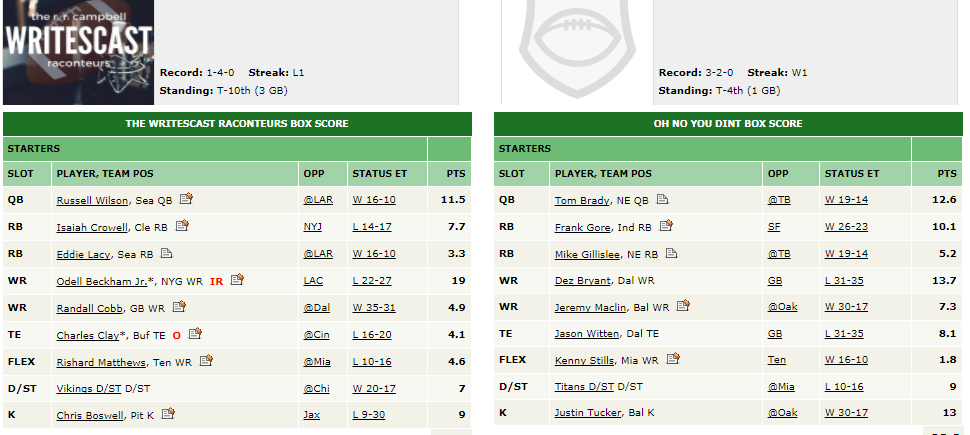 the r. r. campbell
WRITESCAST
raconteurs
Record: 1-4-0 Streak: L1
Standing: T-10th (3 GB)
THE WRITESCAST RACONTEURS BOX SCORE
STARTERS
SLOT PLAYER, TEAM POS OPP STATUS ET PTS
QB Russell Wilson, Sea QB @LAR W 16-10 11.5
RB Isaiah Crowell, Cle RB NYJ L 14-17 7.7
RB Eddie Lacy, Sea RB @LAR W 16-10 3.3
WR Odell Beckham Jr.*, NYG WR IR LAC L 22-27 19
WR Randall Cobb, GB WR @Dal W 35-31 4.9
TE Charles Clay*, Buf TE O @Cin L 16-20 4.1
FLEX Rishard Matthews, Ten WR @Mia L 10-16 4.6
D/ST Vikings D/ST D/ST @Chi W 20-17 7
K Chris Boswell, Pit K Jax L 9-30 9
Record: 3-2-0 Streak: W1
Standing: T-4th (1 GB)
OH NO YOU DINT BOX SCORE
STARTERS
SLOT PLAYER, TEAM POS OPP STATUS ET PTS
QB Tom Brady, NE QB @TB W 19-14 12.6
RB Frank Gore, Ind RB SF W 26-23 10.1
RB Mike Gillislee, NE RB @TB W 19-14 5.2
WR Dez Bryant, Dal WR GB L 31-35 13.7
WR Jeremy Maclin, Bal WR @Oak W 30-17 7.3
TE Jason Witten, Dal TE GB L 31-35 8.1
FLEX Kenny Stills, Mia WR Ten W 16-10 1.8
D/ST Titans D/ST D/ST @Mia L 10-16 9
K Justin Tucker, Bal K @Oak W 30-17 13